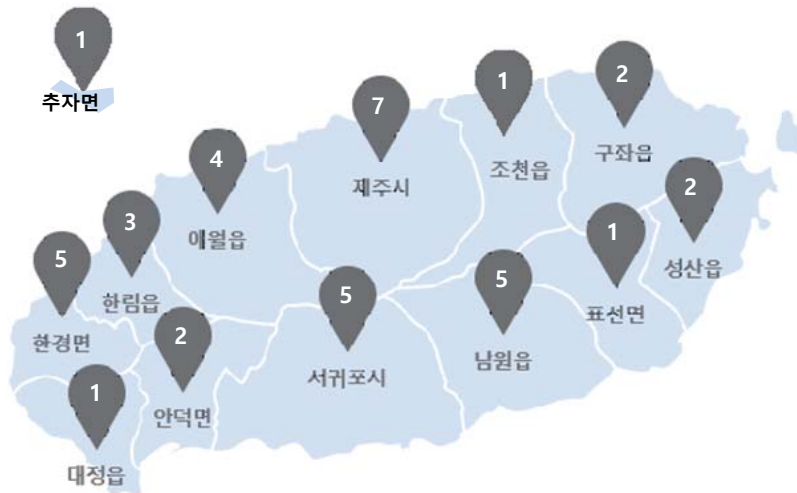 1
추자면
7
제주시
1
조천읍
2
구좌읍
4
애월읍
2
성산읍
3
한림읍
1
표선면
5
한경면
5
서귀포시
5
남원읍
2
안덕면
1
대정읍